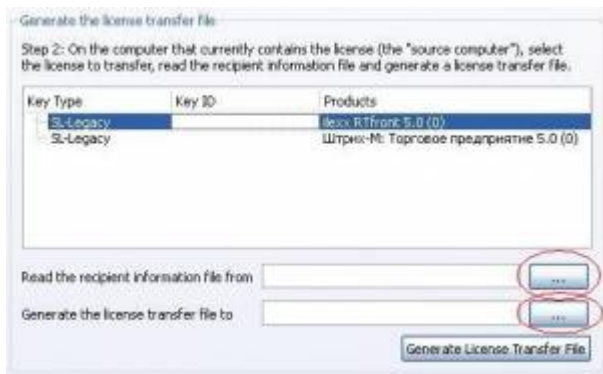 Generate the license transfer file
Step 2: On the computer that currently contains the license (the "source computer"), select
the license to transfer, read the recipient information file and generate a license transfer file.
Key Type Key ID Products
SL-Legacy ilexx RTfront 5.0 (0)
SL-Legacy Штрих-М: Торговое предприятие 5.0 (0)
Read the recipient information file from ...
Generate the license transfer file to ...
Generate License Transfer File